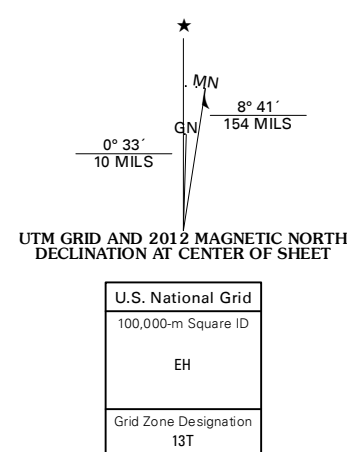 ★
MN
8° 41´
154 MILS
GN
0° 33´
10 MILS
UTM GRID AND 2012 MAGNETIC NORTH
DECLINATION AT CENTER OF SHEET
U.S. National Grid
100,000-m Square ID
EH
Grid Zone Designation
13T